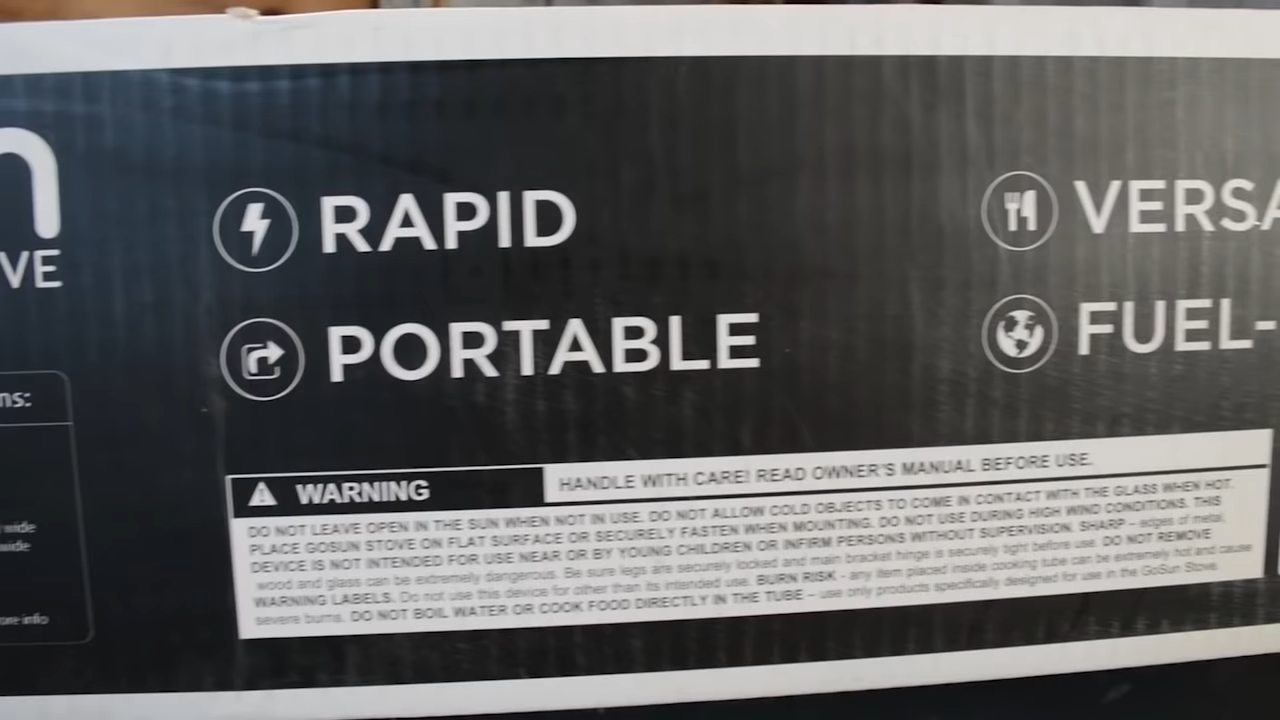 n
VE
RAPID
VERSA
PORTABLE
FUEL-
ns:
wide
wide
ore info
WARNING
HANDLE WITH CARE! READ OWNER'S MANUAL BEFORE USE.
DO NOT LEAVE OPEN IN THE SUN WHEN NOT IN USE. DO NOT ALLOW COLD OBJECTS TO COME IN CONTACT WITH THE GLASS WHEN HOT.
PLACE GOSUN STOVE ON FLAT SURFACE OR SECURELY FASTEN WHEN MOUNTING. DO NOT USE DURING HIGH WIND CONDITIONS. THIS
DEVICE IS NOT INTENDED FOR USE NEAR OR BY YOUNG CHILDREN OR INFIRM PERSONS WITHOUT SUPERVISION. SHARP – edges of metal,
wood and glass can be extremely dangerous. Be sure legs are securely locked and main bracket hinge is securely tight before use. DO NOT REMOVE
WARNING LABELS. Do not use this device for other than its intended use. BURN RISK - any item placed inside cooking tube can be extremely hot and cause
severe burns. DO NOT BOIL WATER OR COOK FOOD DIRECTLY IN THE TUBE – use only products specifically designed for use in the GoSun Stove.